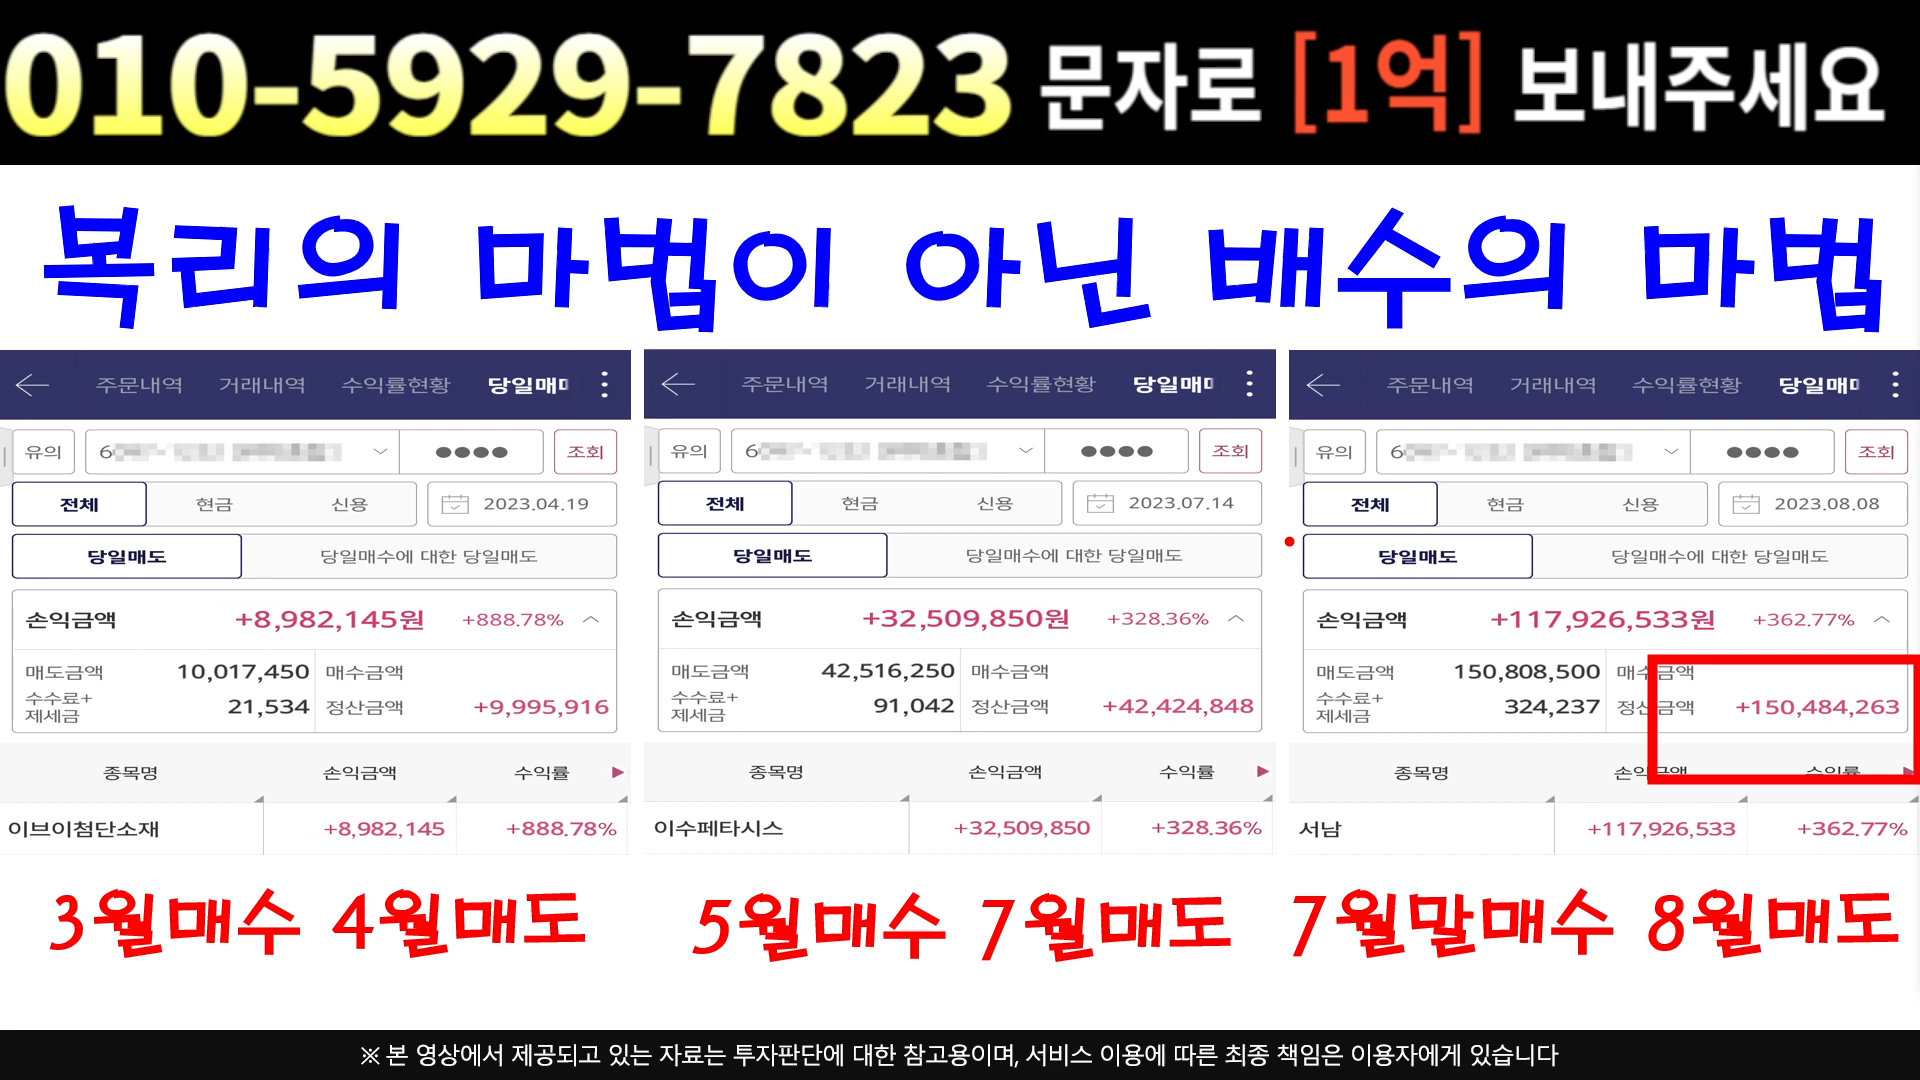 010-5929-7823 문자로 [1억] 보내주세요
복리의 마법이 아닌 배수의 마법
주문내역 거래내역 수익률현황 당일매
유의 6 ●●●● 조회
전체 현금 신용 2023.04.19
당일매도 당일매수에 대한 당일매도
손익금액 +8,982,145원 +888.78%
매도금액 10,017,450 매수금액
수수료+
제세금 21,534 정산금액 +9,995,916
종목명 손익금액 수익률
이브이첨단소재 +8,982,145 +888.78%
3월매수 4월매도
주문내역 거래내역 수익률현황 당일매
유의 6 ●●●● 조회
전체 현금 신용 2023.07.14
당일매도 당일매수에 대한 당일매도
손익금액 +32,509,850원 +328.36%
매도금액 42,516,250 매수금액
수수료+
제세금 91,042 정산금액 +42,424,848
종목명 손익금액 수익률
이수페타시스 +32,509,850 +328.36%
5월매수 7월매도
주문내역 거래내역 수익률현황 당일매
유의 6 ●●●● 조회
전체 현금 신용 2023.08.08
당일매도 당일매수에 대한 당일매도
손익금액 +117,926,533원 +362.77%
매도금액 150,808,500 매수금액
수수료+
제세금 324,237 정산금액 +150,484,263
종목명 손익금액 수익률
서남 +117,926,533 +362.77%
7월말매수 8월매도
※ 본 영상에서 제공되고 있는 자료는 투자판단에 대한 참고용이며, 서비스 이용에 따른 최종 책임은 이용자에게 있습니다